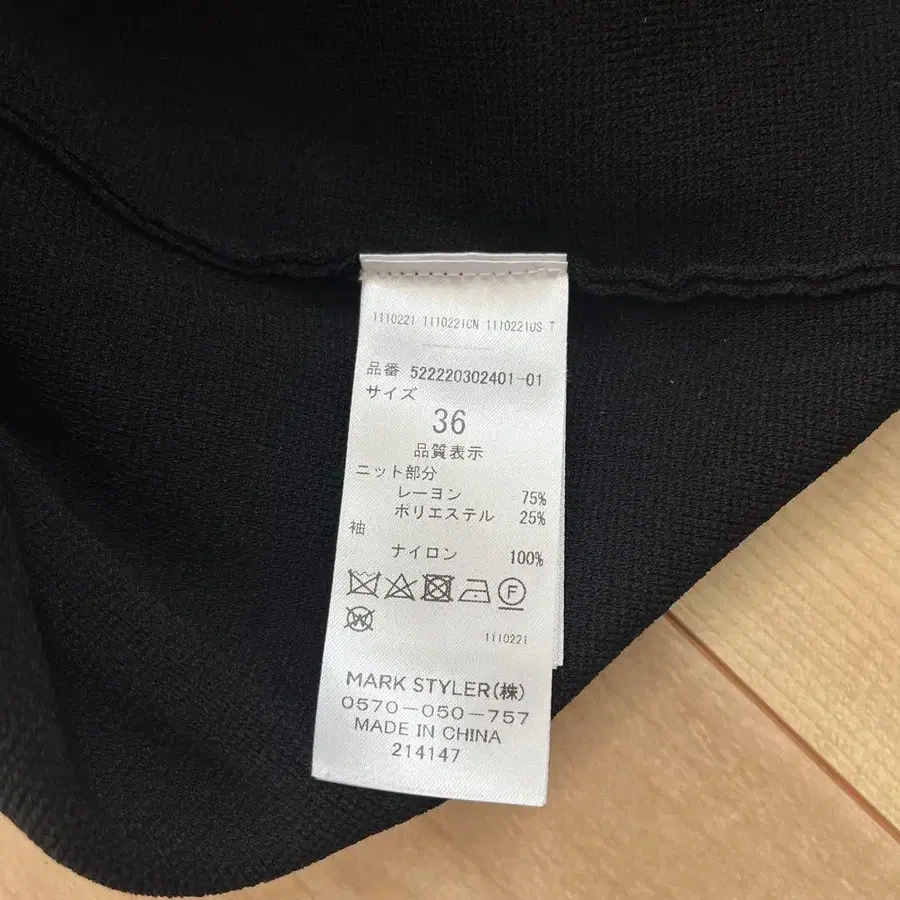 1110221 1110221CN 1110221US T
品番 522220302401-01
サイズ
36
品質表示
ニット部分
レーヨン 75%
ポリエステル 25%
袖
ナイロン 100%
F
W
1110221
MARK STYLER(株)
0570-050-757
MADE IN CHINA
214147